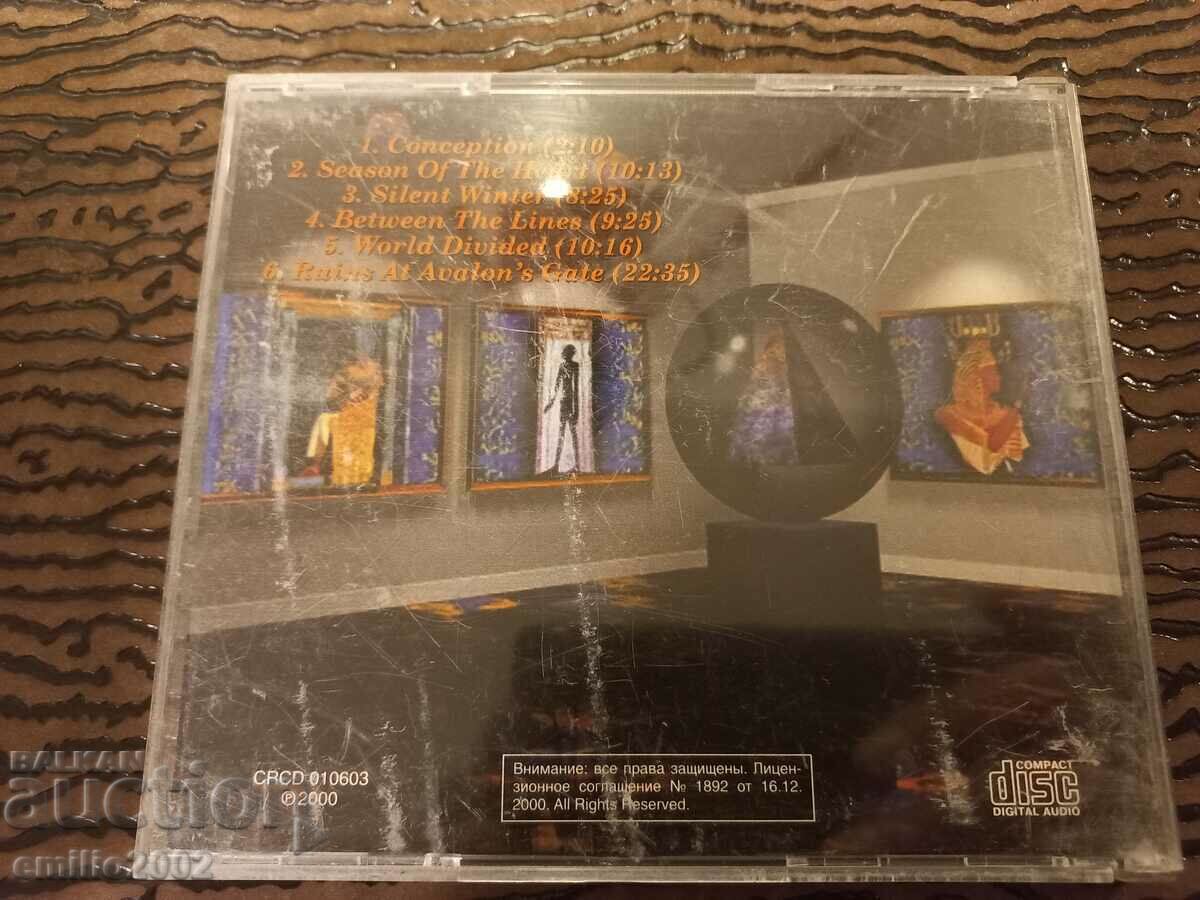 1. Conception (2:10)
2. Season Of The Heart (10:13)
3. Silent Winter (8:25)
4. Between The Lines (9:25)
5. World Divided (10:16)
6. Ruins At Avalon's Gate (22:35)
CRCD 010603
℗2000
Внимание: все права защищены. Лицен-
зионное соглашение № 1892 от 16.12.
2000. All Rights Reserved.
COMPACT
disc
DIGITAL AUDIO
BALKAN
auction
emilio2002